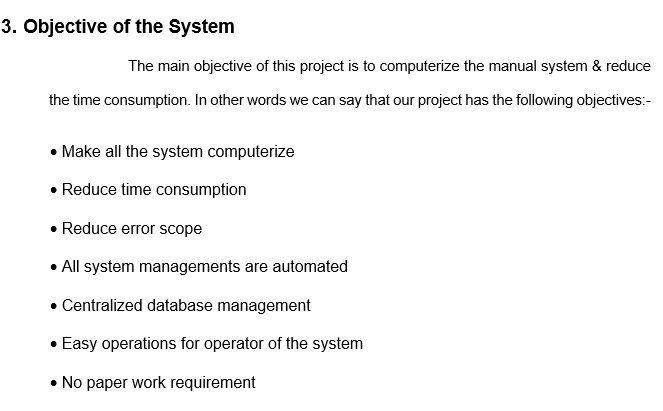 3. Objective of the System
The main objective of this project is to computerize the manual system & reduce
the time consumption. In other words we can say that our project has the following objectives:-
• Make all the system computerize
• Reduce time consumption
• Reduce error scope
• All system managements are automated
• Centralized database management
• Easy operations for operator of the system
• No paper work requirement